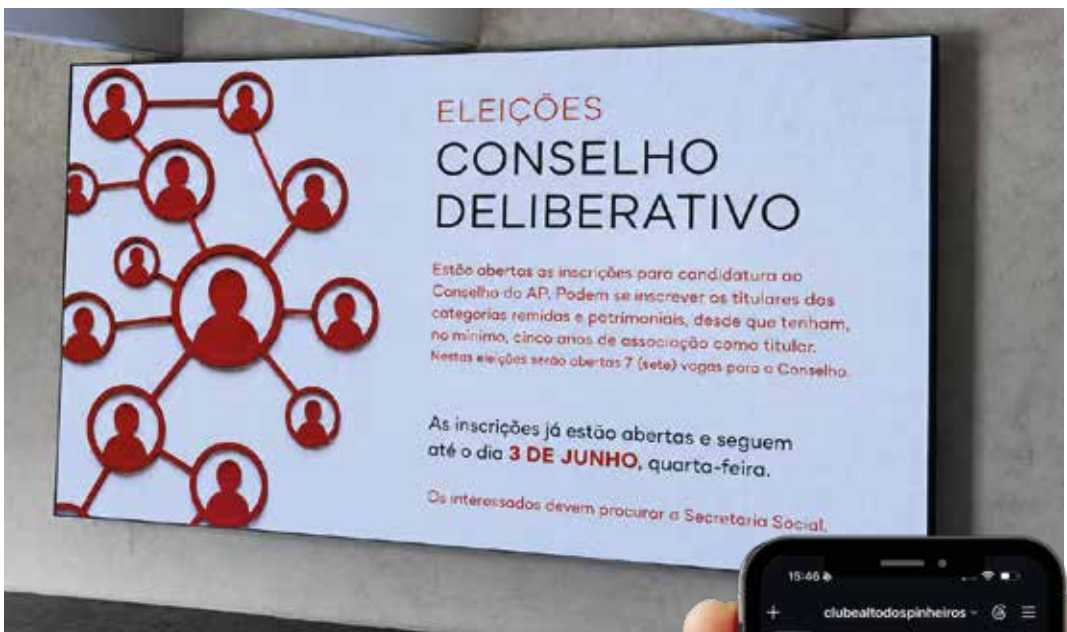 ELEIÇÕES
CONSELHO
DELIBERATIVO
Estão abertas as inscrições para candidatura ao
Conselho do AP. Podem se inscrever os titulares das
categorias remidas e patrimoniais, desde que tenham,
no mínimo, cinco anos de associação como titular.
Nestas eleições serão abertas 7 (sete) vagas para o Conselho.
As inscrições já estão abertas e seguem
até o dia 3 DE JUNHO, quarta-feira.
Os interessados devem procurar a Secretaria Social.
15:46
clubealtodospinheiros